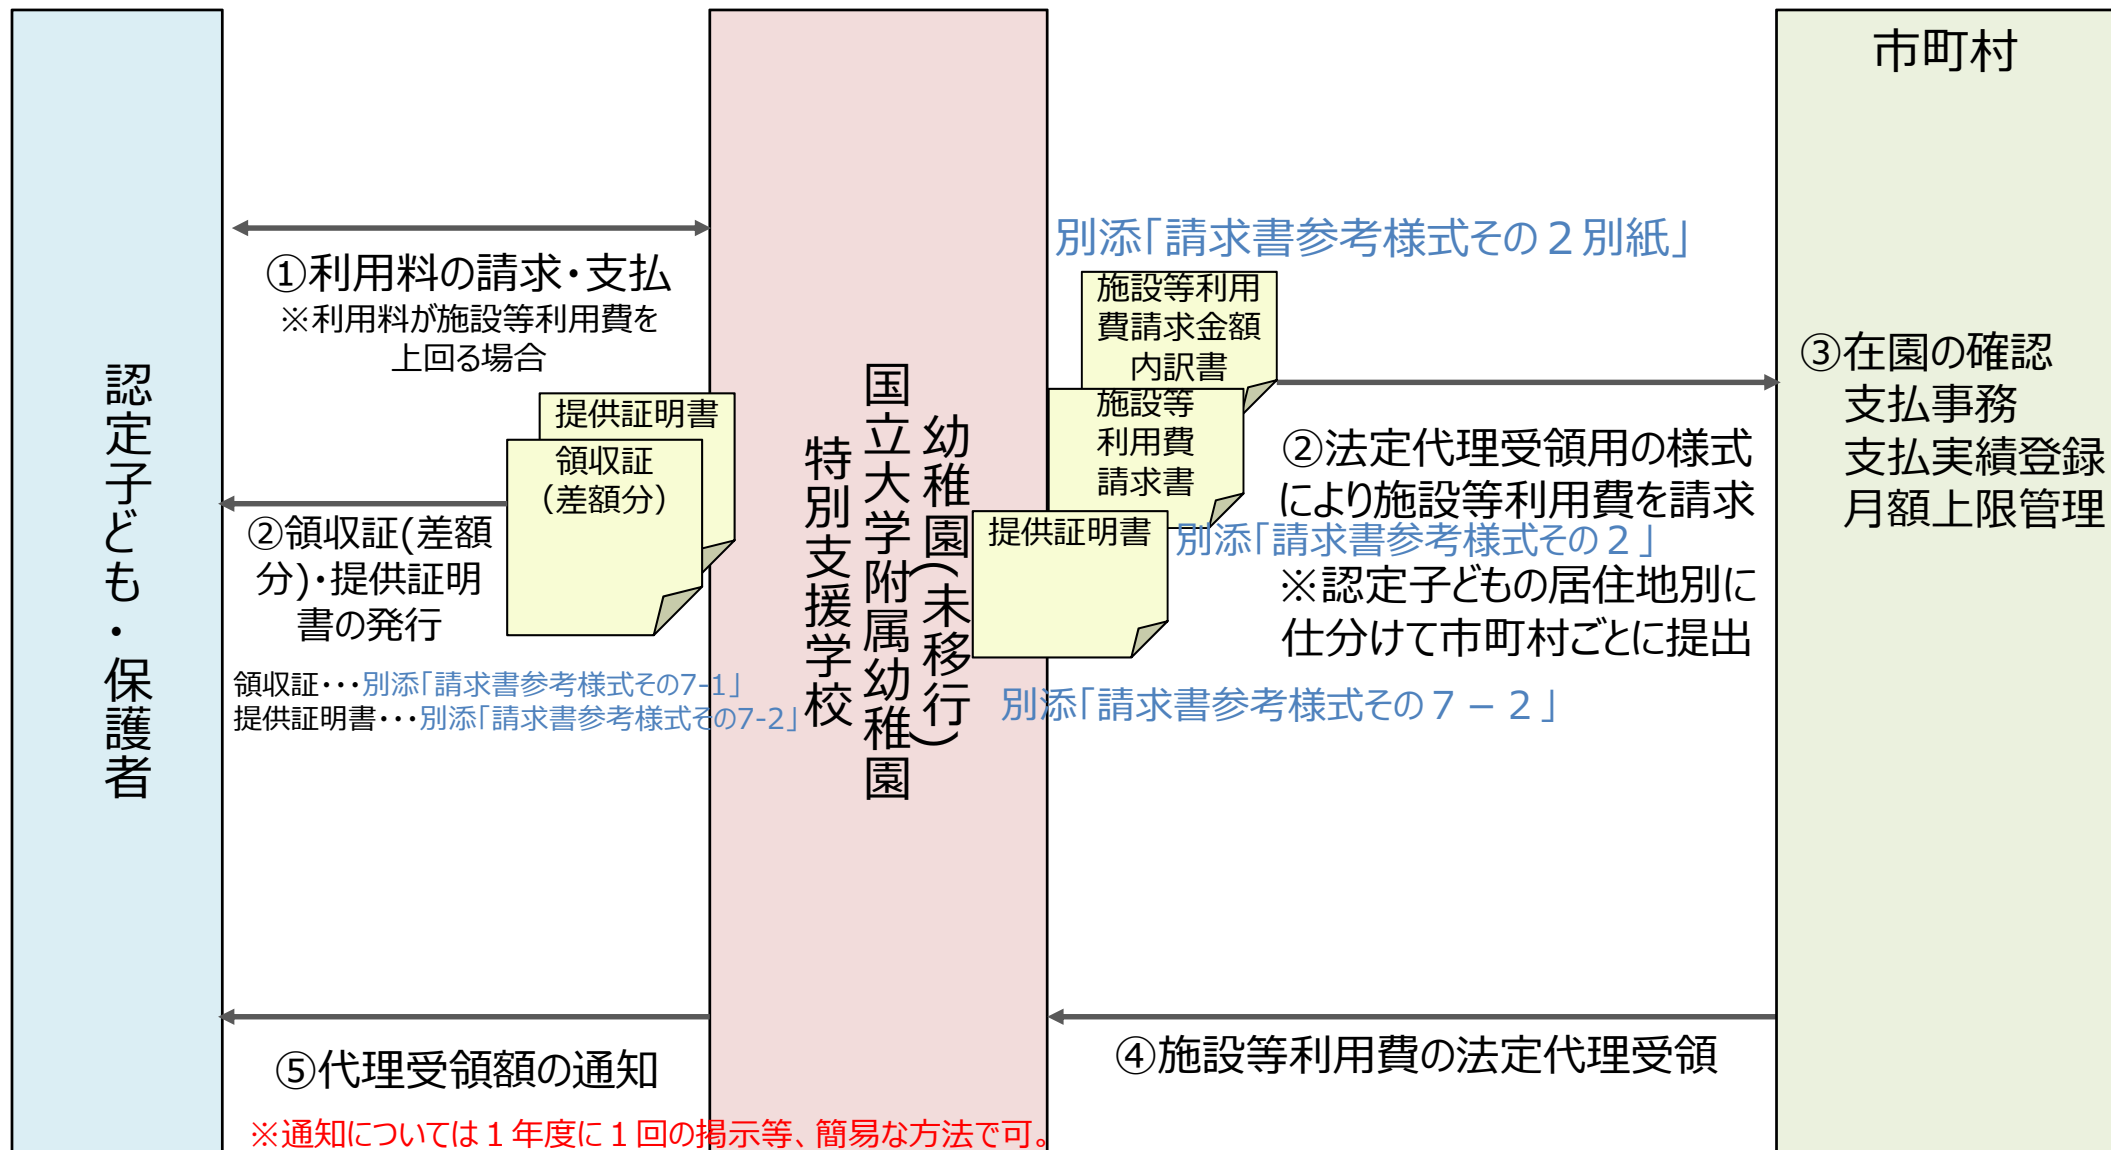 認定子ども・保護者
①利用料の請求・支払
※利用料が施設等利用費を
上回る場合
提供証明書
領収証
（差額分）
②領収証(差額
分)・提供証明
書の発行
領収証・・・別添「請求書参考様式その7-1」
提供証明書・・・別添「請求書参考様式その7-2」
⑤代理受領額の通知
※通知については１年度に１回の掲示等、簡易な方法で可。
幼稚園(未移行)
国立大学附属幼稚園
特別支援学校
別添「請求書参考様式その２別紙」
施設等利用
費請求金額
内訳書
施設等
利用費
請求書
提供証明書
②法定代理受領用の様式
により施設等利用費を請求
別添「請求書参考様式その２」
※認定子どもの居住地別に
仕分けて市町村ごとに提出
別添「請求書参考様式その７－２」
④施設等利用費の法定代理受領
市町村
③在園の確認
支払事務
支払実績登録
月額上限管理